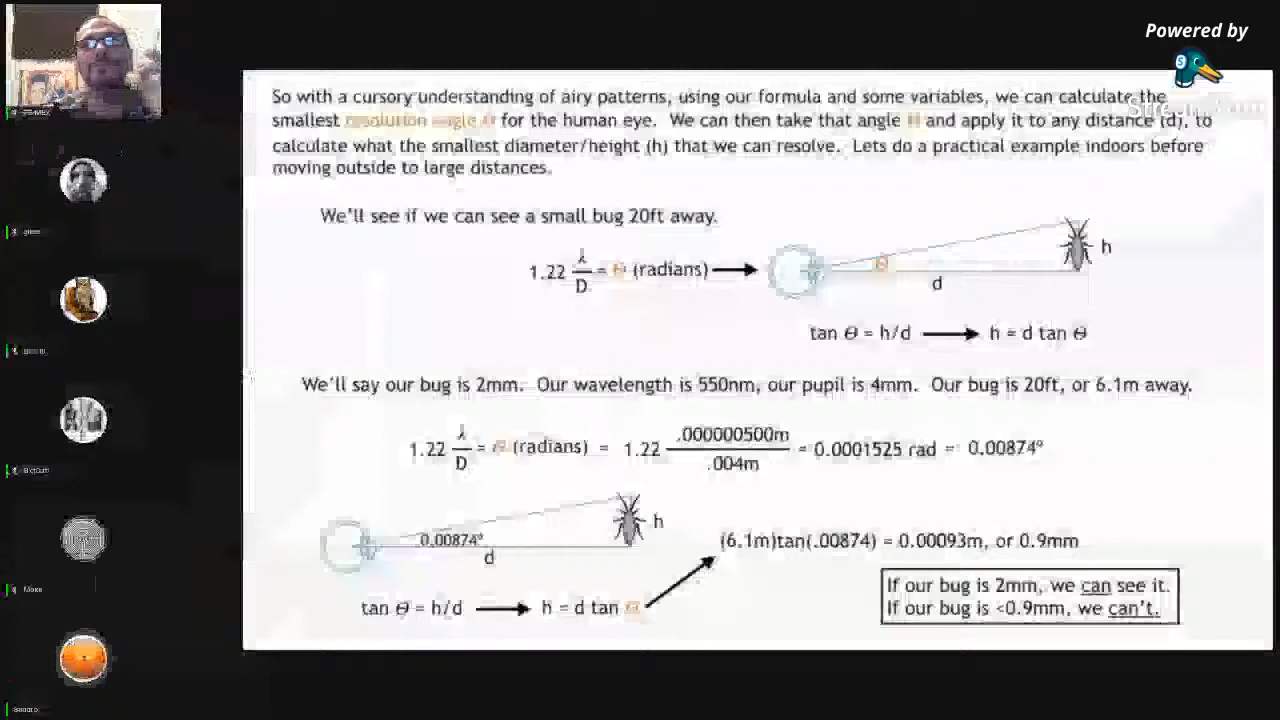 Powered by
So with a cursory understanding of airy patterns, using our formula and some variables, we can calculate the
smallest resolution angle Θ for the human eye. We can then take that angle Θ and apply it to any distance (d), to
calculate what the smallest diameter/height (h) that we can resolve. Lets do a practical example indoors before
moving outside to large distances.
We'll see if we can see a small bug 20ft away.
1.22 λ/D = Θ (radians)
Θ
h
d
tan Θ = h/d
h = d tan Θ
We'll say our bug is 2mm. Our wavelength is 550nm, our pupil is 4mm. Our bug is 20ft, or 6.1m away.
1.22 λ/D = Θ (radians) = 1.22 .000000500m/.004m = 0.0001525 rad = 0.00874°
0.00874°
h
d
(6.1m)tan(.00874) = 0.00093m, or 0.9mm
tan Θ = h/d
h = d tan Θ
If our bug is 2mm, we can see it.
If our bug is <0.9mm, we can't.